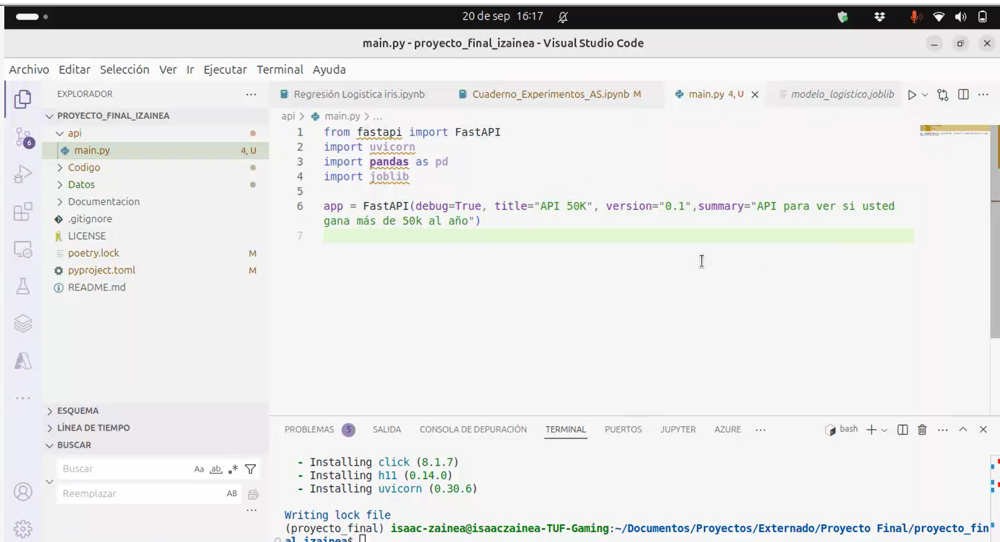 20 de sep 16:17
main.py - proyecto_final_izainea - Visual Studio Code
Archivo Editar Selección Ver Ir Ejecutar Terminal Ayuda
EXPLORADOR
PROYECTO_FINAL_IZAINEA
api
main.py 4, U
Codigo
Datos
Documentacion
.gitignore
LICENSE
poetry.lock M
pyproject.toml M
README.md
6
ESQUEMA
LÍNEA DE TIEMPO
BUSCAR
Buscar Aa ab
Reemplazar AB
Regresión Logistica iris.ipynb Cuaderno_Experimentos_AS.ipynb M main.py 4, U modelo_logistico.joblib
api > main.py > ...
1 from fastapi import FastAPI
2 import uvicorn
3 import pandas as pd
4 import joblib
5
6 app = FastAPI(debug=True, title="API 50K", version="0.1",summary="API para ver si usted
gana más de 50k al año")
7
PROBLEMAS 5 SALIDA CONSOLA DE DEPURACIÓN TERMINAL PUERTOS JUPYTER AZURE bash
- Installing click (8.1.7)
- Installing h11 (0.14.0)
- Installing uvicorn (0.30.6)
Writing lock file
(proyecto_final) isaac-zainea@isaaczainea-TUF-Gaming:~/Documentos/Proyectos/Externado/Proyecto Final/proyecto_fin
al_izainea$